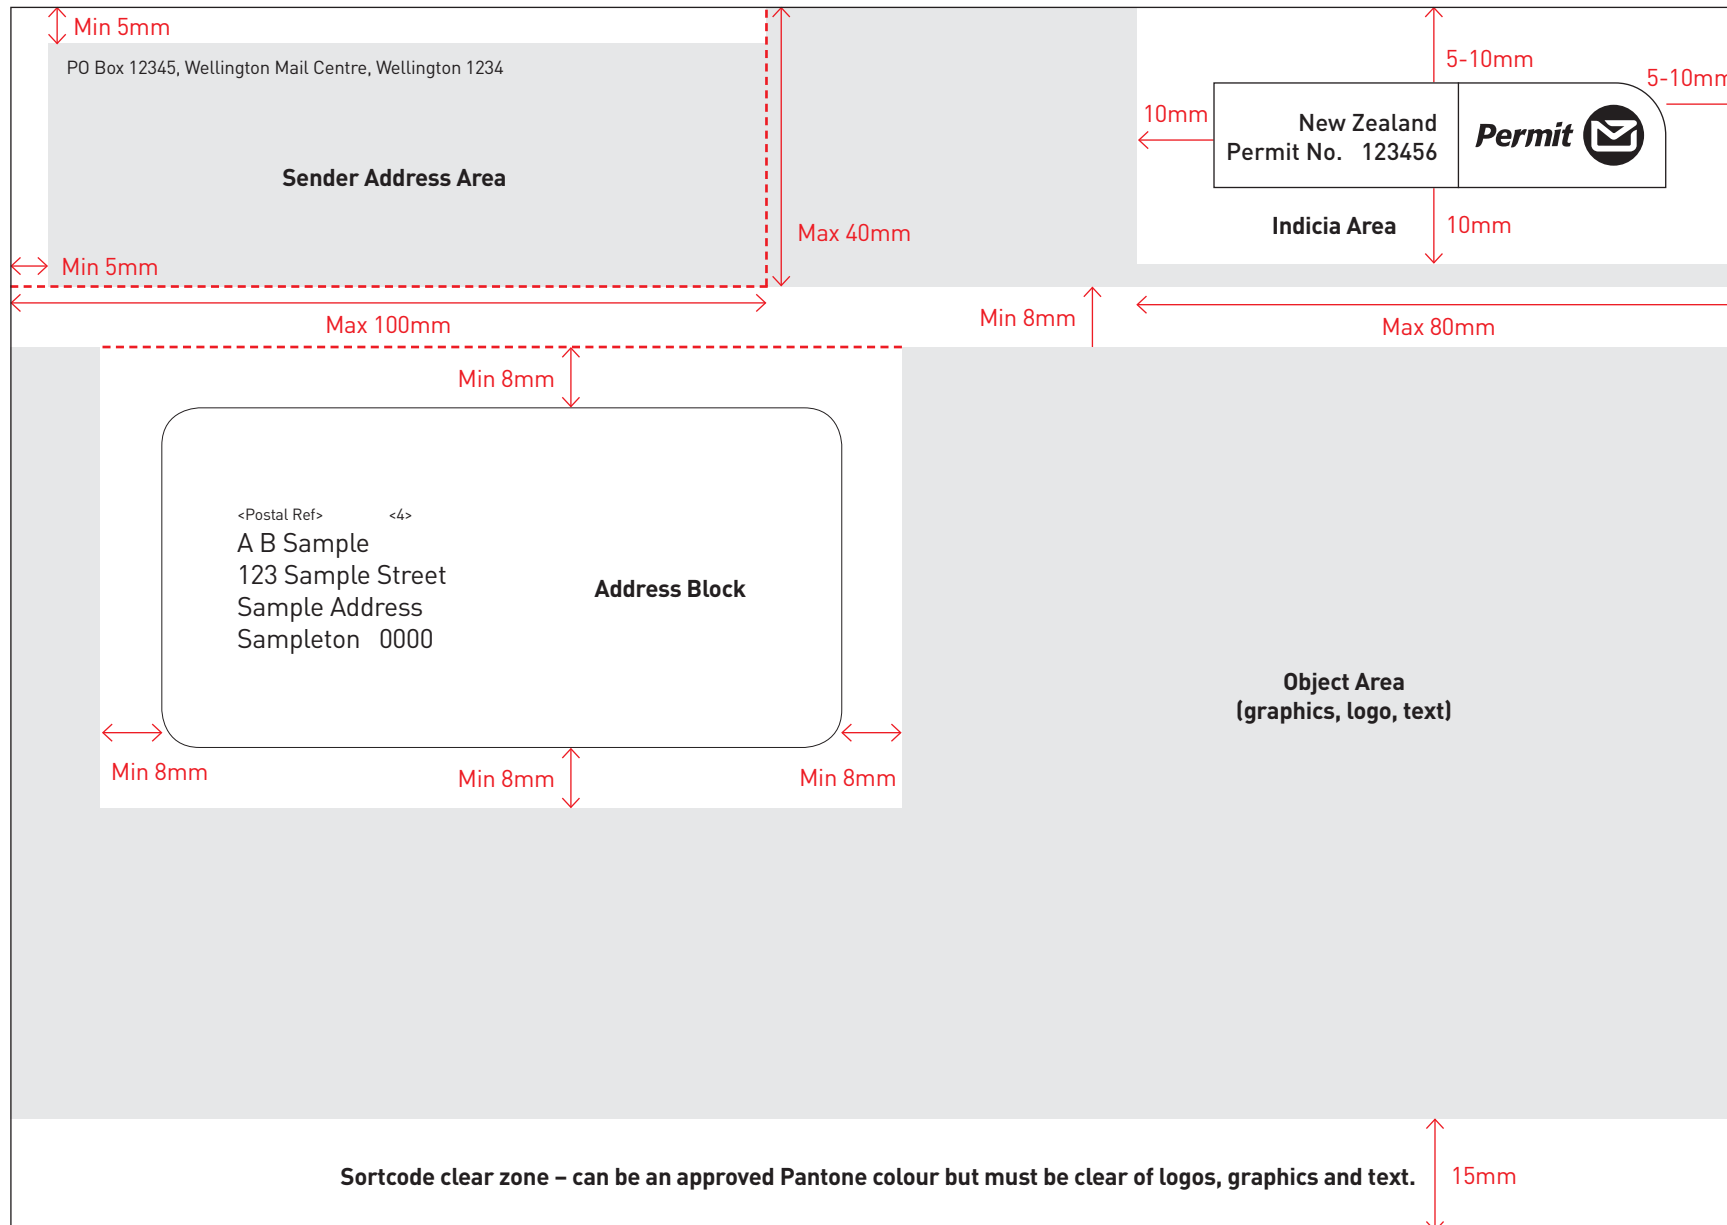 Min 5mm
PO Box 12345, Wellington Mail Centre, Wellington 1234
Sender Address Area
Min 5mm
Max 100mm
Max 40mm
5-10mm
5-10mm
10mm
New Zealand
Permit No. 123456
Permit
Indicia Area
10mm
Min 8mm
Max 80mm
Min 8mm
<Postal Ref> <4>
A B Sample
123 Sample Street
Sample Address
Sampleton 0000
Address Block
Min 8mm
Min 8mm
Min 8mm
Object Area
(graphics, logo, text)
Sortcode clear zone – can be an approved Pantone colour but must be clear of logos, graphics and text.
15mm